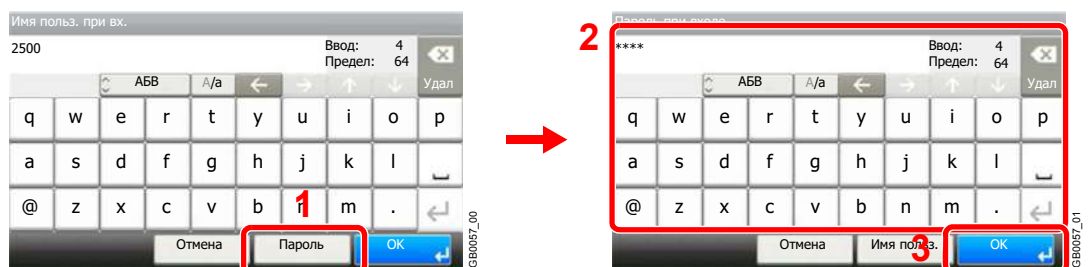 Имя польз. при вх.
2500
Ввод: 4
Предел: 64
АБВ
A/a
Удал
q w e r t y u i o p
a s d f g h j k l
@ z x c v b n m .
1
Отмена
Пароль
OK
GB0057_00
2
Пароль при входе
****
Ввод: 4
Предел: 64
АБВ
A/a
Удал
q w e r t y u i o p
a s d f g h j k l
@ z x c v b n m .
Отмена
Имя польз.
3
OK
GB0057_01